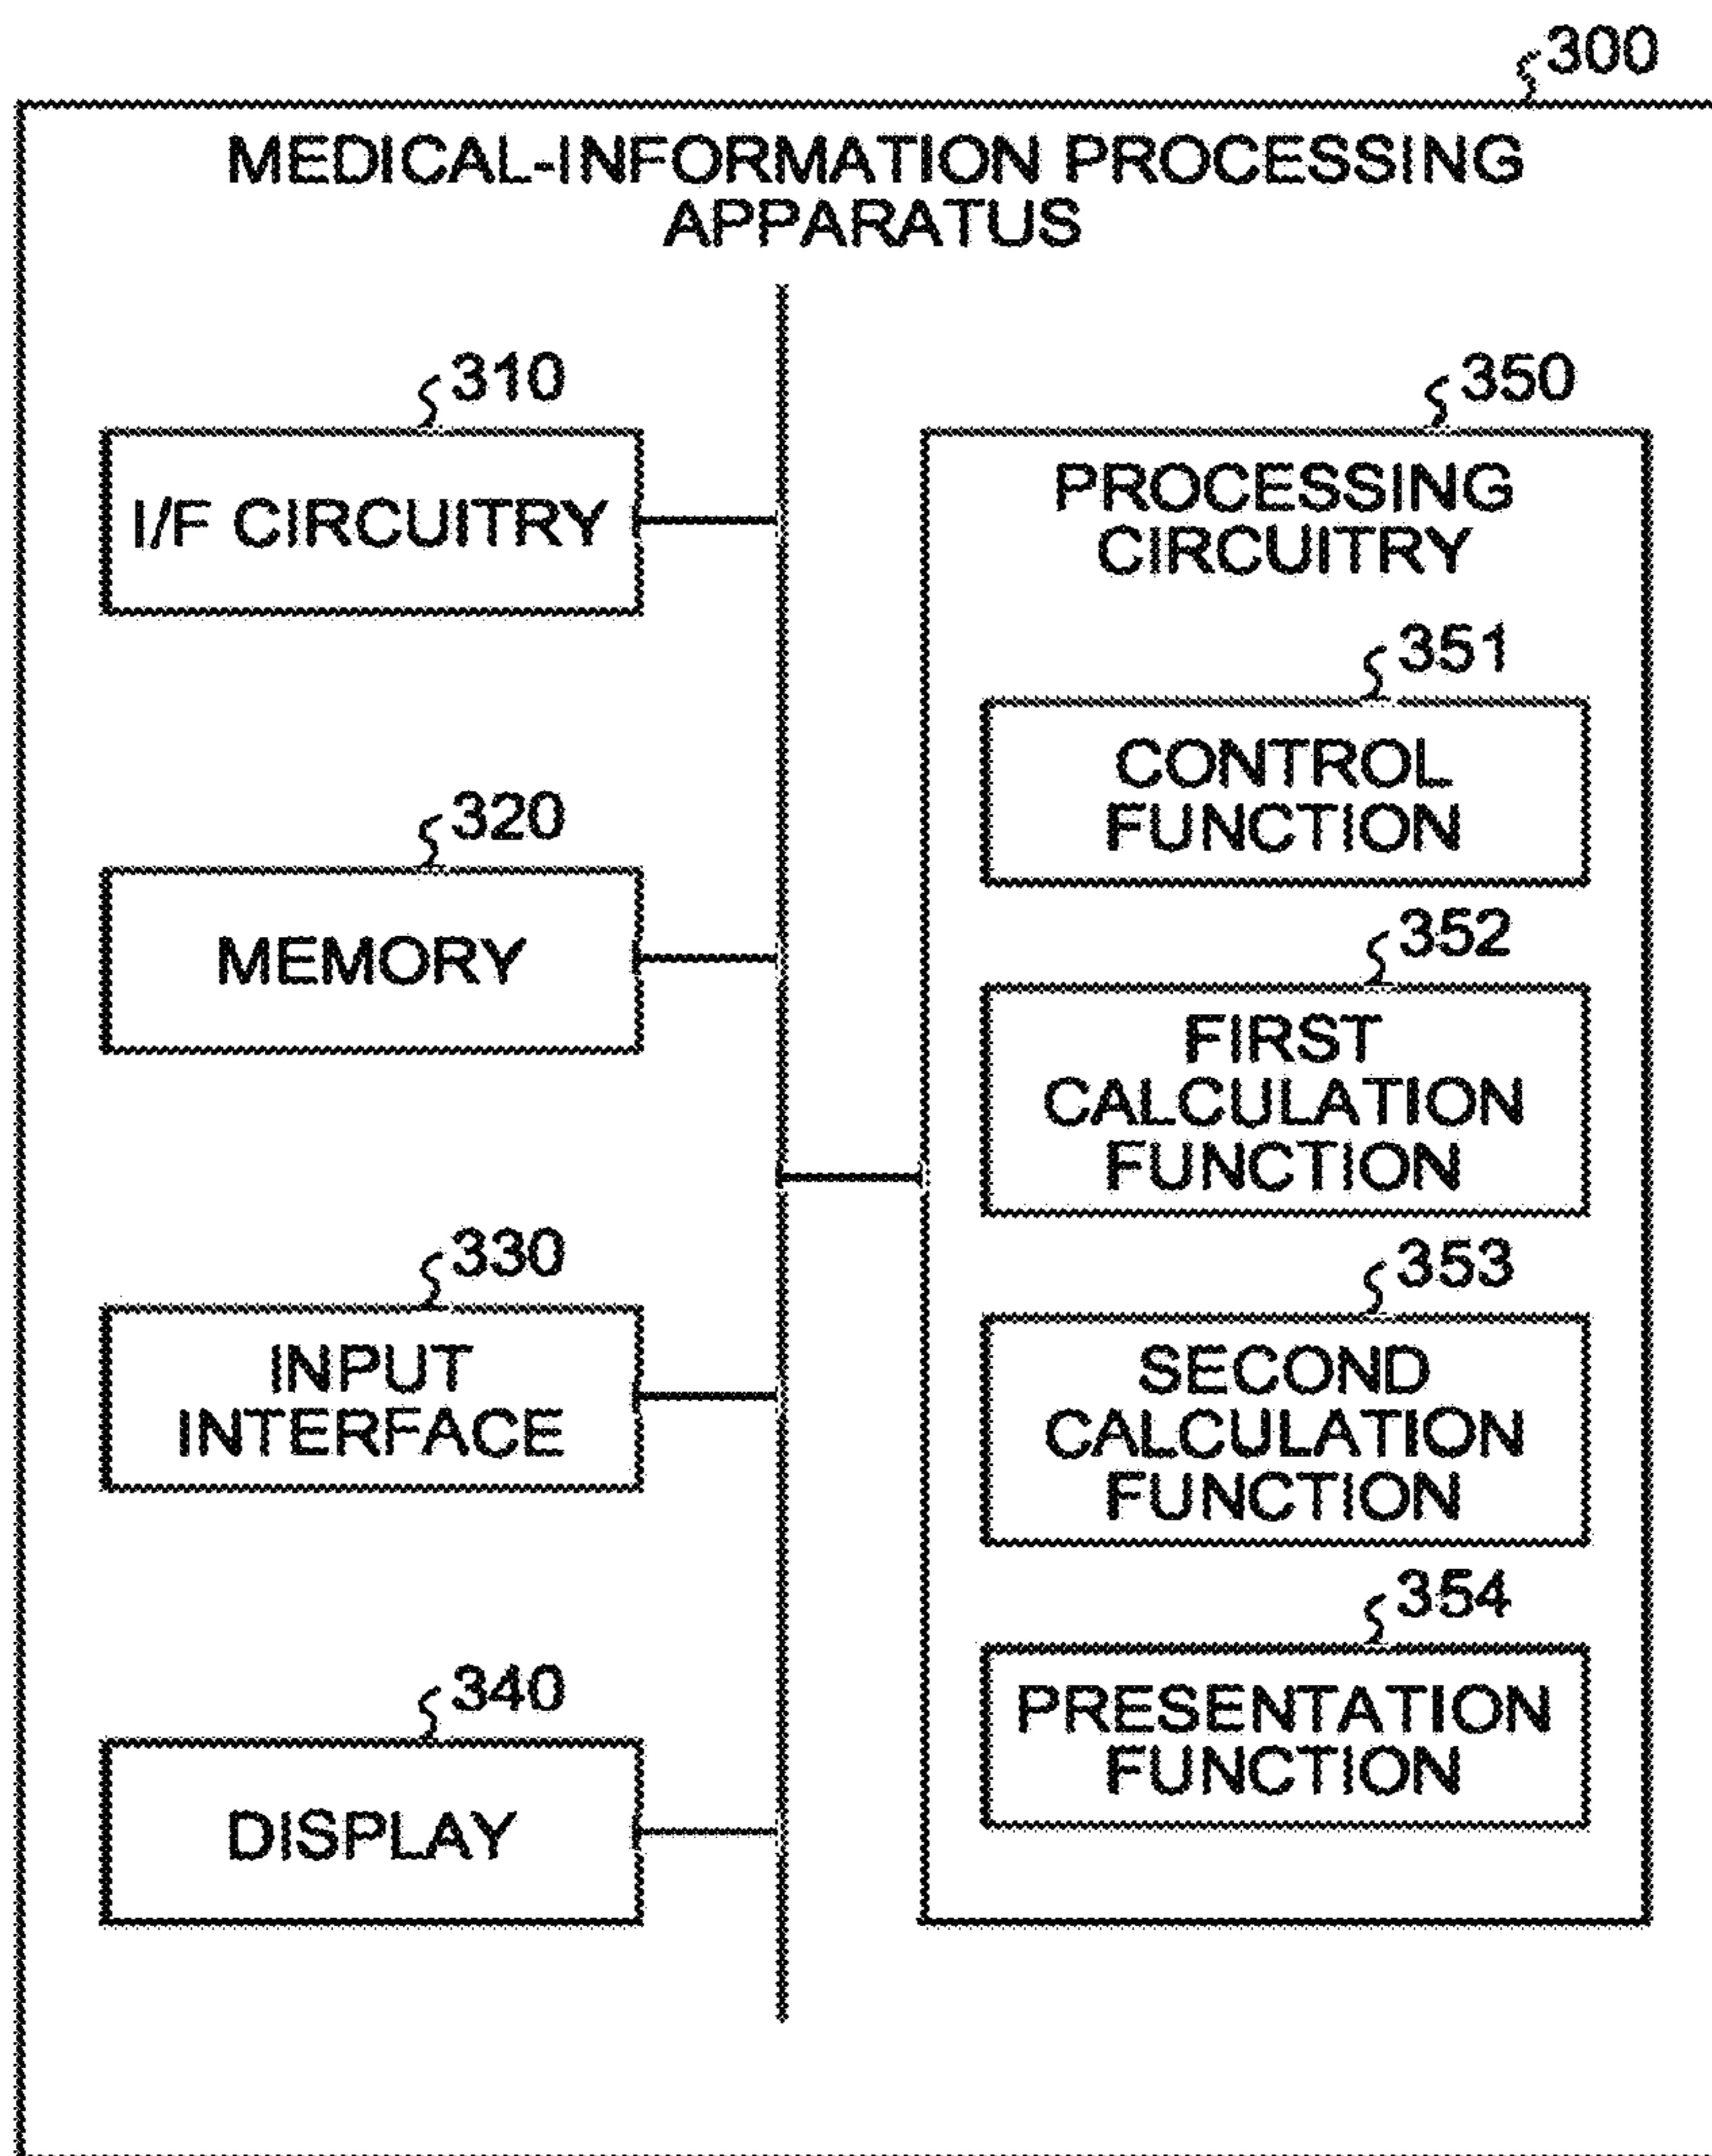 300
MEDICAL-INFORMATION PROCESSING
APPARATUS
310
I/F CIRCUITRY
320
MEMORY
330
INPUT
INTERFACE
340
DISPLAY
350
PROCESSING
CIRCUITRY
351
CONTROL
FUNCTION
352
FIRST
CALCULATION
FUNCTION
353
SECOND
CALCULATION
FUNCTION
354
PRESENTATION
FUNCTION